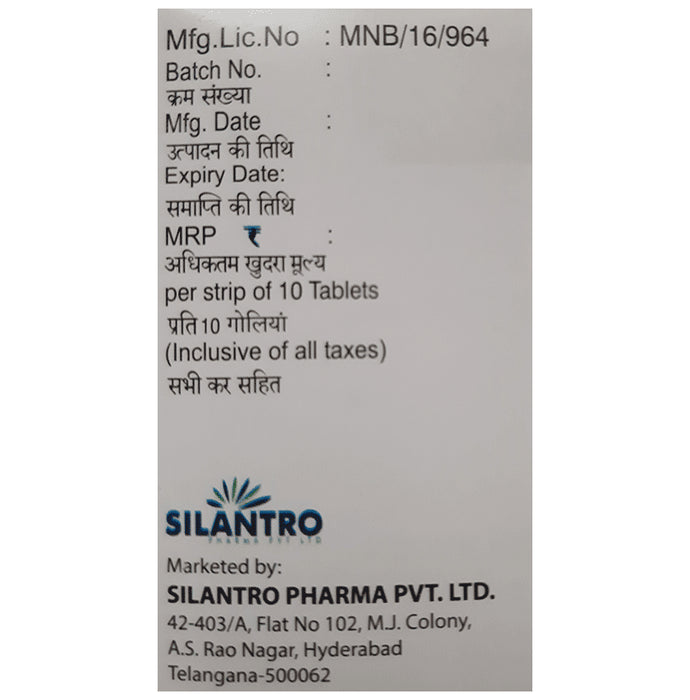 Mfg.Lic.No : MNB/16/964
Batch No. :
क्रम संख्या
Mfg. Date :
उत्पादन की तिथि
Expiry Date:
समाप्ति की तिथि
MRP ₹ :
अधिकतम खुदरा मूल्य
per strip of 10 Tablets
प्रति 10 गोलियां
(Inclusive of all taxes)
सभी कर सहित
SILANTRO
PHARMA PVT LTD
Marketed by:
SILANTRO PHARMA PVT. LTD.
42-403/A, Flat No 102, M.J. Colony,
A.S. Rao Nagar, Hyderabad
Telangana-500062